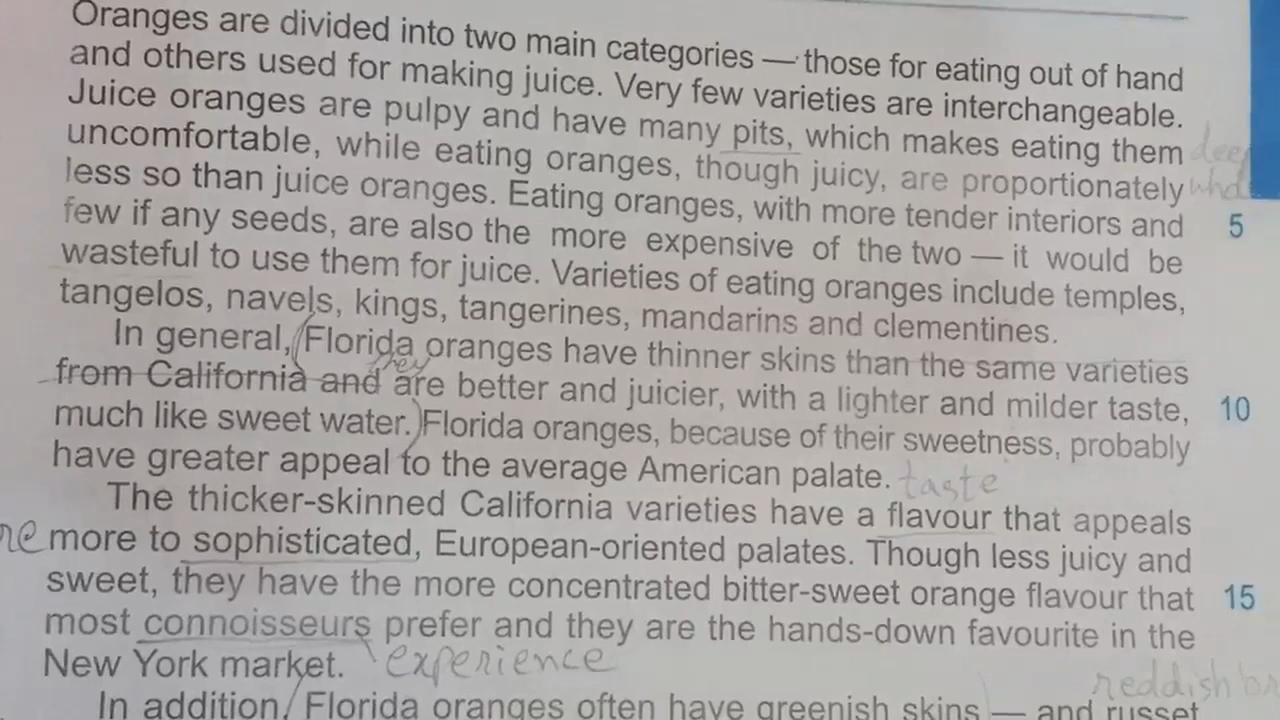 Oranges are divided into two main categories — those for eating out of hand
and others used for making juice. Very few varieties are interchangeable.
Juice oranges are pulpy and have many pits, which makes eating them
uncomfortable, while eating oranges, though juicy, are proportionately
less so than juice oranges. Eating oranges, with more tender interiors and 5
few if any seeds, are also the more expensive of the two — it would be
wasteful to use them for juice. Varieties of eating oranges include temples,
tangelos, navels, kings, tangerines, mandarins and clementines.
In general, Florida oranges have thinner skins than the same varieties
they
from California and are better and juicier, with a lighter and milder taste, 10
much like sweet water. Florida oranges, because of their sweetness, probably
have greater appeal to the average American palate. taste
The thicker-skinned California varieties have a flavour that appeals
more to sophisticated, European-oriented palates. Though less juicy and
sweet, they have the more concentrated bitter-sweet orange flavour that 15
most connoisseurs prefer and they are the hands-down favourite in the
New York market. experience
reddish
In addition, Florida oranges often have greenish skins — and russet